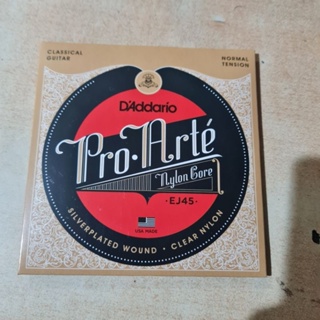 CLASSICAL
GUITAR
NORMAL
TENSION
D'Addario
Pro·Arté
Nylon Core
·EJ45·
USA MADE
SILVERPLATED WOUND · CLEAR NYLON